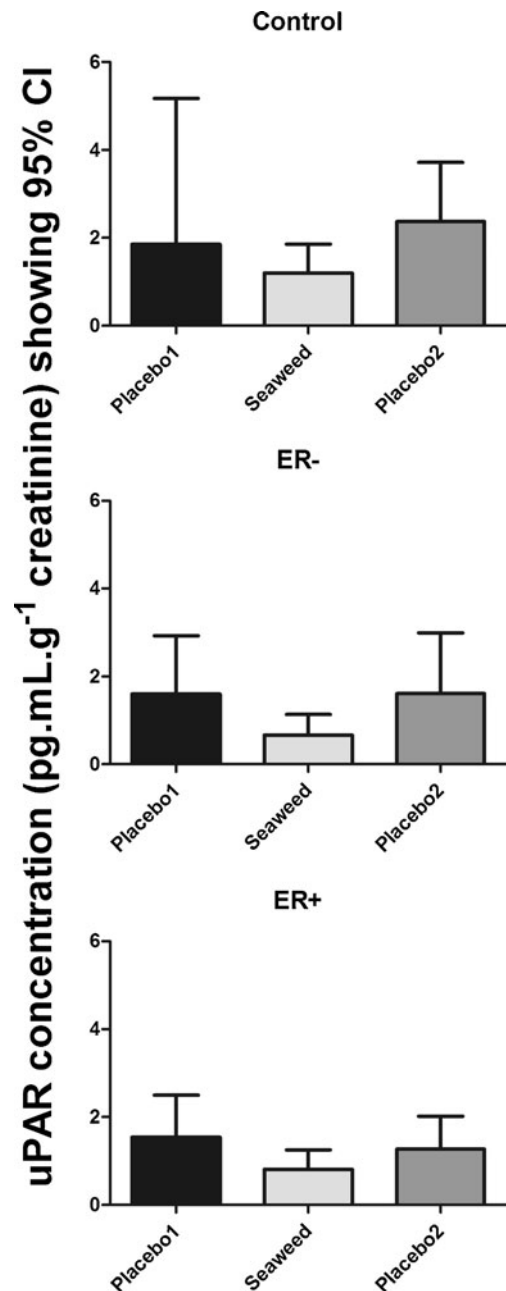 uPAR concentration (pg.mL.g⁻¹ creatinine) showing 95% CI
Control
6
4
2
0
Placebo1
Seaweed
Placebo2
ER-
6
4
2
0
Placebo1
Seaweed
Placebo2
ER+
6
4
2
0
Placebo1
Seaweed
Placebo2